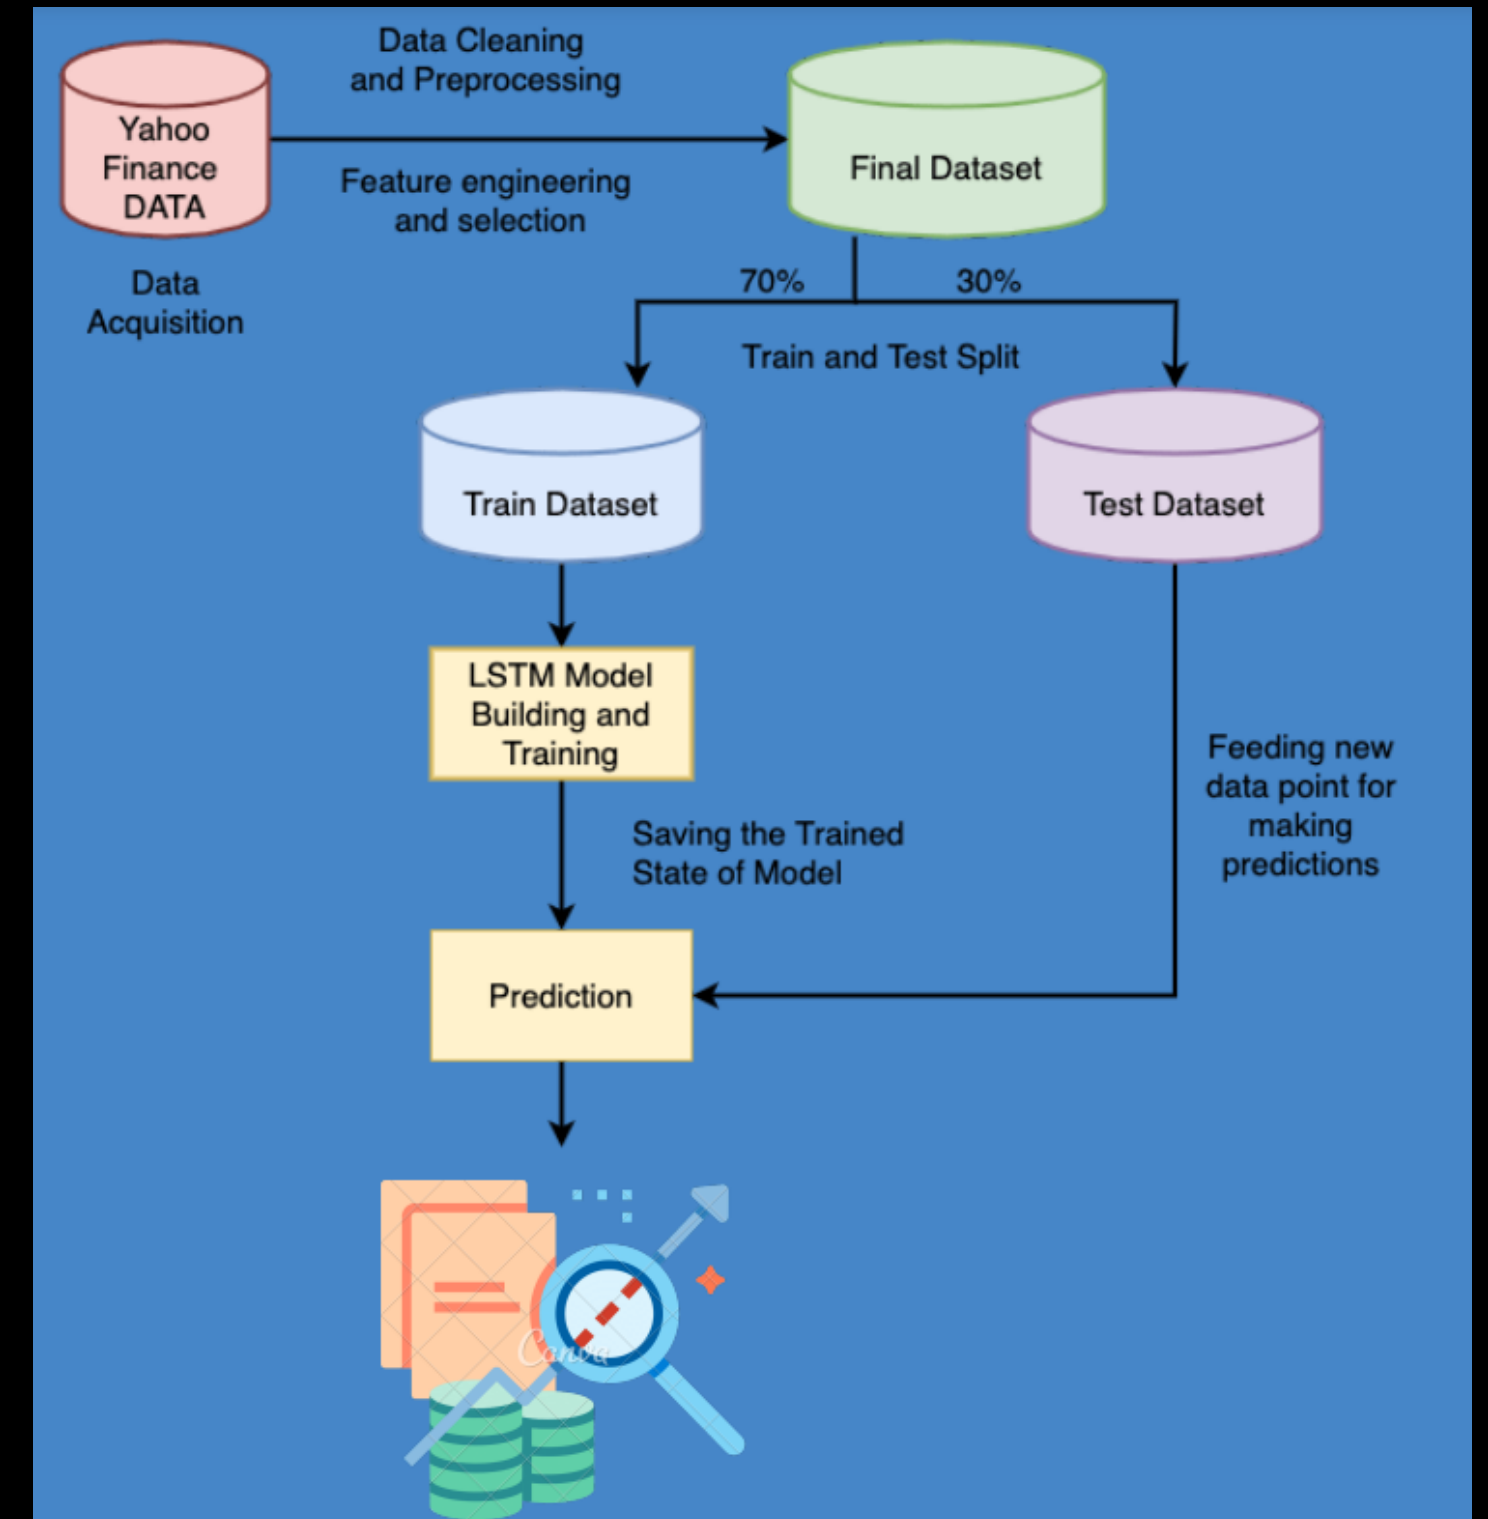 Data Cleaning
and Preprocessing
Yahoo
Finance
DATA
Feature engineering
and selection
Final Dataset
Data
Acquisition
70%
30%
Train and Test Split
Train Dataset
Test Dataset
LSTM Model
Building and
Training
Feeding new
data point for
making
predictions
Saving the Trained
State of Model
Prediction
Canva